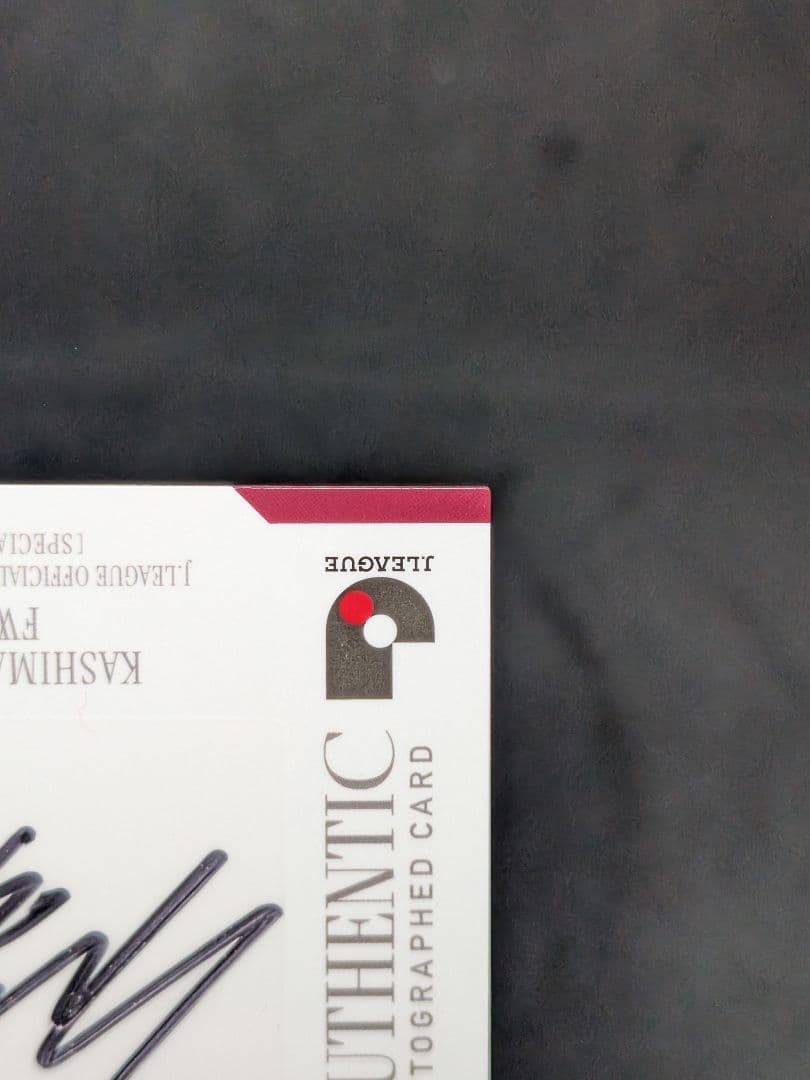 KASHIMA
FW
J.LEAGUE OFFICIAL
[ SPECIA
J.LEAGUE
UTHENTIC
TOGRAPHED CARD